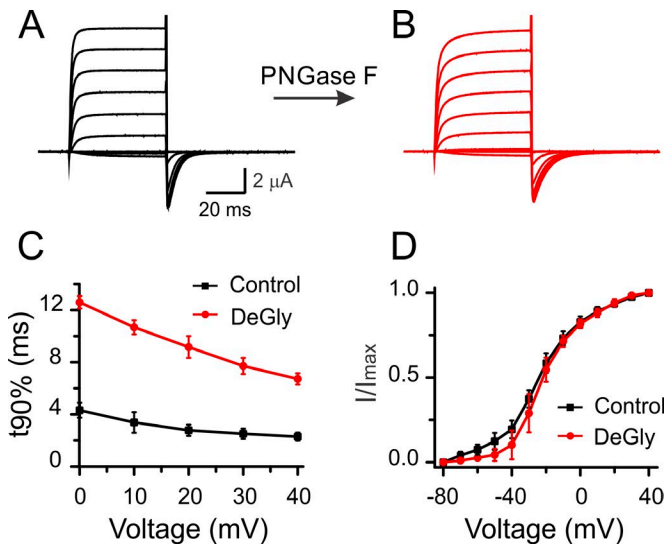 A
B
PNGase F
2 μA
20 ms
C
D
Control
DeGly
t90% (ms)
12
8
4
0
0 10 20 30 40
Voltage (mV)
I/Imax
1.0
0.5
0.0
Control
DeGly
-80 -40 0 40
Voltage (mV)